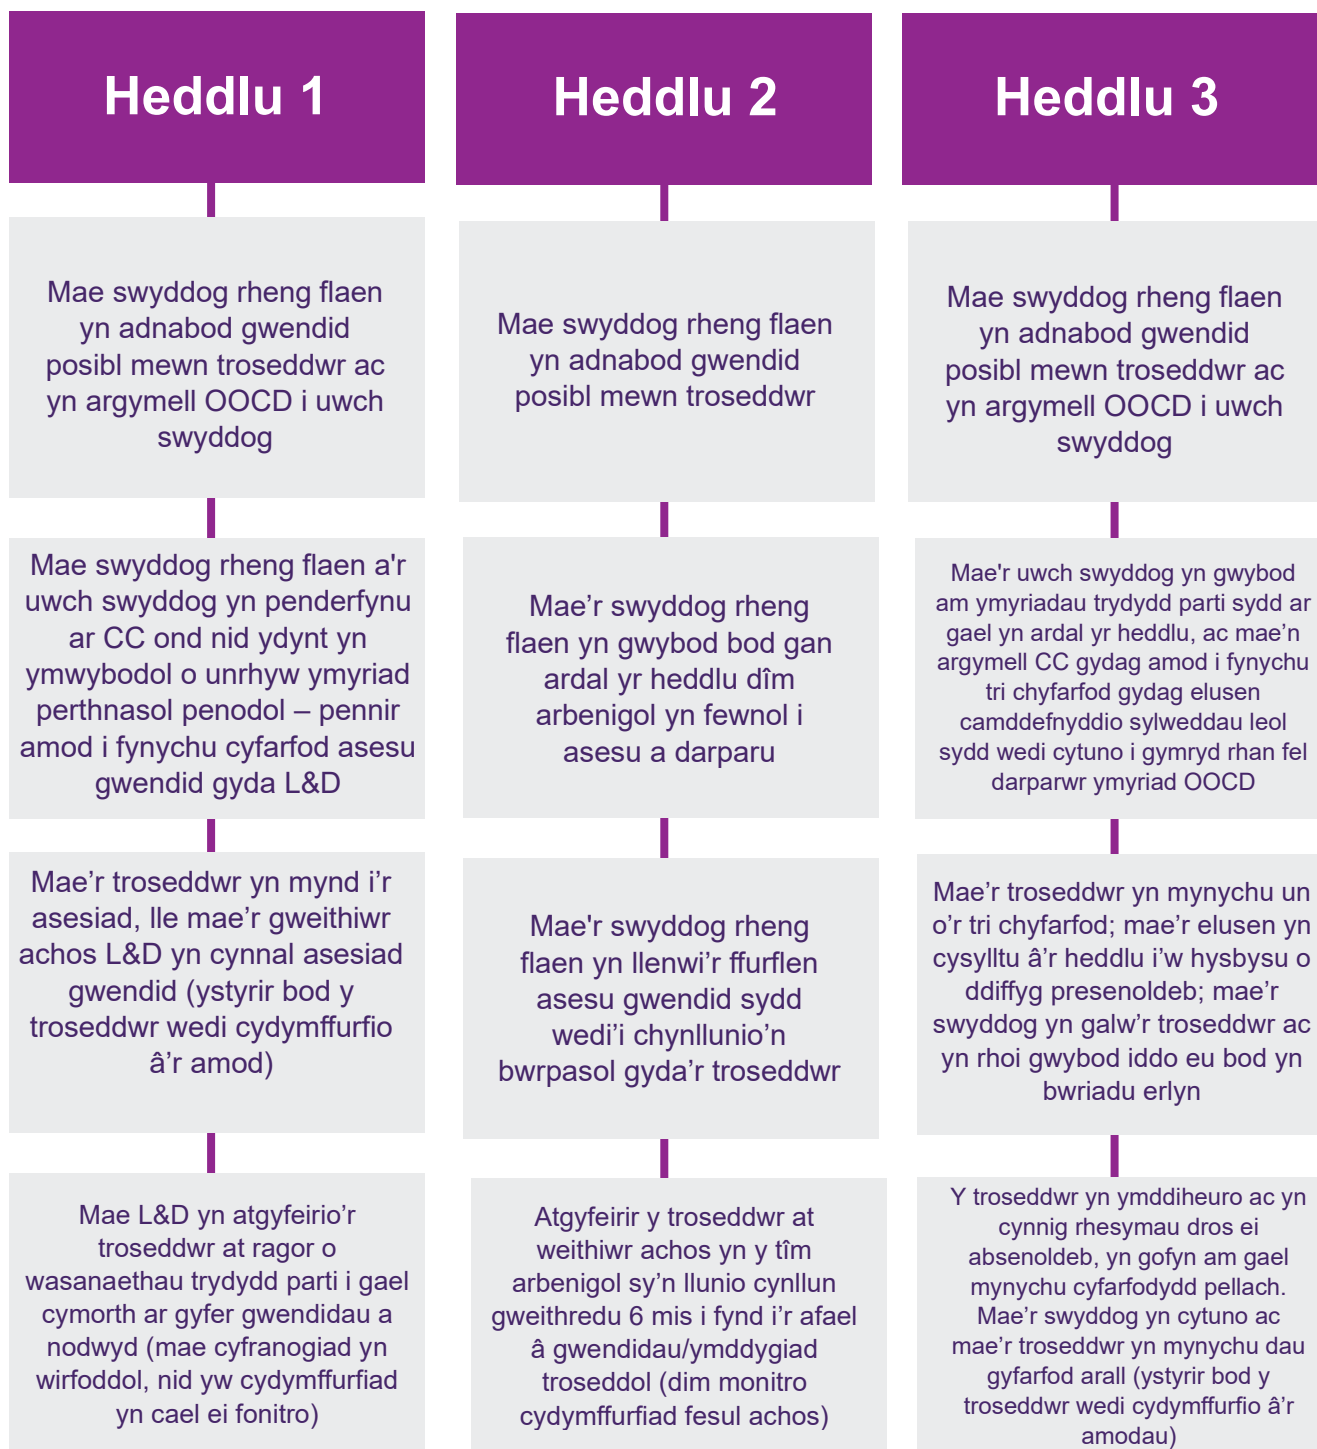 Heddlu 1
Mae swyddog rheng flaen
yn adnabod gwendid
posibl mewn troseddwr ac
yn argymell OOCD i uwch
swyddog
Mae swyddog rheng flaen a'r
uwch swyddog yn penderfynu
ar CC ond nid ydynt yn
ymwybodol o unrhyw ymyriad
perthnasol penodol – pennir
amod i fynychu cyfarfod asesu
gwendid gyda L&D
Mae’r troseddwr yn mynd i’r
asesiad, lle mae’r gweithiwr
achos L&D yn cynnal asesiad
gwendid (ystyrir bod y
troseddwr wedi cydymffurfio
â’r amod)
Mae L&D yn atgyfeirio’r
troseddwr at ragor o
wasanaethau trydydd parti i gael
cymorth ar gyfer gwendidau a
nodwyd (mae cyfranogiad yn
wirfoddol, nid yw cydymffurfiad
yn cael ei fonitro)
Heddlu 2
Mae swyddog rheng flaen
yn adnabod gwendid
posibl mewn troseddwr
Mae’r swyddog rheng
flaen yn gwybod bod gan
ardal yr heddlu dîm
arbenigol yn fewnol i
asesu a darparu
Mae'r swyddog rheng
flaen yn llenwi’r ffurflen
asesu gwendid sydd
wedi’i chynllunio’n
bwrpasol gyda’r troseddwr
Atgyfeirir y troseddwr at
weithiwr achos yn y tîm
arbenigol sy’n llunio cynllun
gweithredu 6 mis i fynd i’r afael
â gwendidau/ymddygiad
troseddol (dim monitro
cydymffurfiad fesul achos)
Heddlu 3
Mae swyddog rheng flaen
yn adnabod gwendid
posibl mewn troseddwr ac
yn argymell OOCD i uwch
swyddog
Mae'r uwch swyddog yn gwybod
am ymyriadau trydydd parti sydd ar
gael yn ardal yr heddlu, ac mae’n
argymell CC gydag amod i fynychu
tri chyfarfod gydag elusen
camddefnyddio sylweddau leol
sydd wedi cytuno i gymryd rhan fel
darparwr ymyriad OOCD
Mae’r troseddwr yn mynychu un
o’r tri chyfarfod; mae’r elusen yn
cysylltu â’r heddlu i’w hysbysu o
ddiffyg presenoldeb; mae’r
swyddog yn galw’r troseddwr ac
yn rhoi gwybod iddo eu bod yn
bwriadu erlyn
Y troseddwr yn ymddiheuro ac yn
cynnig rhesymau dros ei
absenoldeb, yn gofyn am gael
mynychu cyfarfodydd pellach.
Mae’r swyddog yn cytuno ac
mae’r troseddwr yn mynychu dau
gyfarfod arall (ystyrir bod y
troseddwr wedi cydymffurfio â’r
amodau)